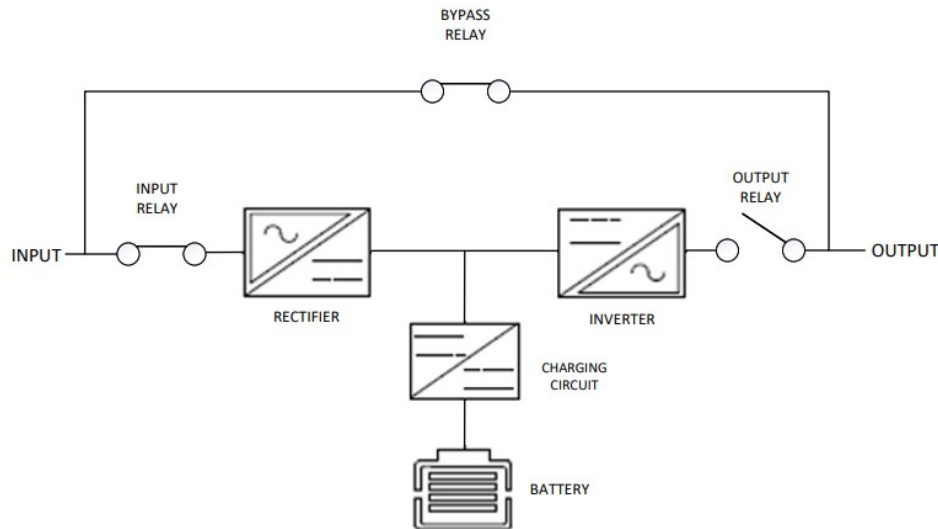 BYPASS
RELAY
INPUT
RELAY
OUTPUT
RELAY
INPUT
OUTPUT
RECTIFIER
INVERTER
CHARGING
CIRCUIT
BATTERY